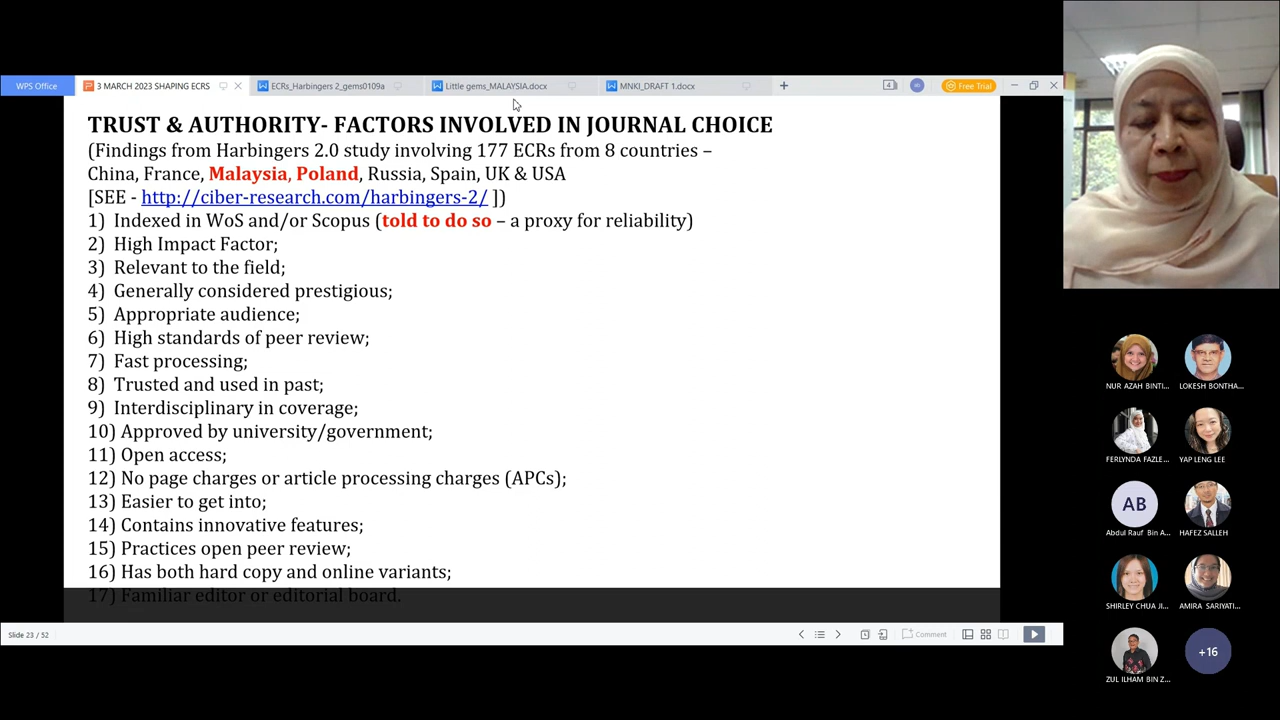 WPS Office
3 MARCH 2023 SHAPING ECRS
ECRs_Harbingers 2_gems0109a
Little gems_MALAYSIA.docx
MNKI_DRAFT 1.docx
Free Trial
TRUST & AUTHORITY- FACTORS INVOLVED IN JOURNAL CHOICE
(Findings from Harbingers 2.0 study involving 177 ECRs from 8 countries –
China, France, Malaysia, Poland, Russia, Spain, UK & USA
[SEE - http://ciber-research.com/harbingers-2/ ])
1) Indexed in WoS and/or Scopus (told to do so – a proxy for reliability)
2) High Impact Factor;
3) Relevant to the field;
4) Generally considered prestigious;
5) Appropriate audience;
6) High standards of peer review;
7) Fast processing;
8) Trusted and used in past;
9) Interdisciplinary in coverage;
10) Approved by university/government;
11) Open access;
12) No page charges or article processing charges (APCs);
13) Easier to get into;
14) Contains innovative features;
15) Practices open peer review;
16) Has both hard copy and online variants;
17) Familiar editor or editorial board.
Slide 23 / 52
Comment
NUR AZAH BINTI...
LOKESH BONTHA...
FERLYNDA FAZLE...
YAP LENG LEE
AB
Abdul Rauf Bin A...
HAFEZ SALLEH
SHIRLEY CHUA JI...
AMIRA SARIYATI...
ZUL ILHAM BIN Z...
+16